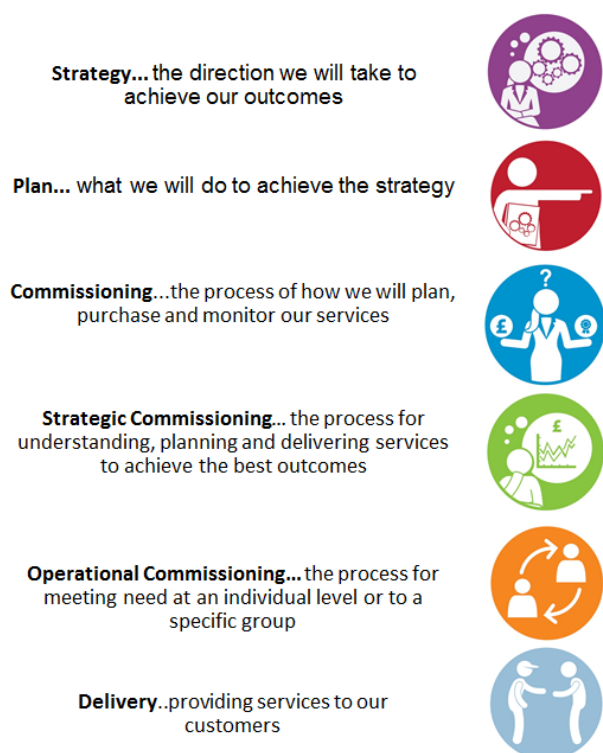 Strategy... the direction we will take to
achieve our outcomes
Plan... what we will do to achieve the strategy
?
Commissioning...the process of how we will plan,
purchase and monitor our services
£
Strategic Commissioning... the process for
understanding, planning and delivering services
to achieve the best outcomes
£
Operational Commissioning... the process for
meeting need at an individual level or to a
specific group
Delivery..providing services to our
customers